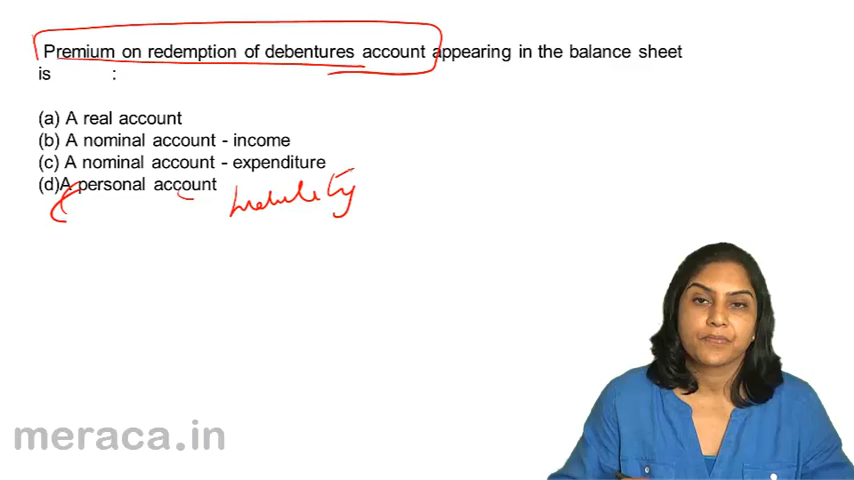 Premium on redemption of debentures account appearing in the balance sheet
is :
(a) A real account
(b) A nominal account - income
(c) A nominal account - expenditure
(d)A personal account
meraca.in